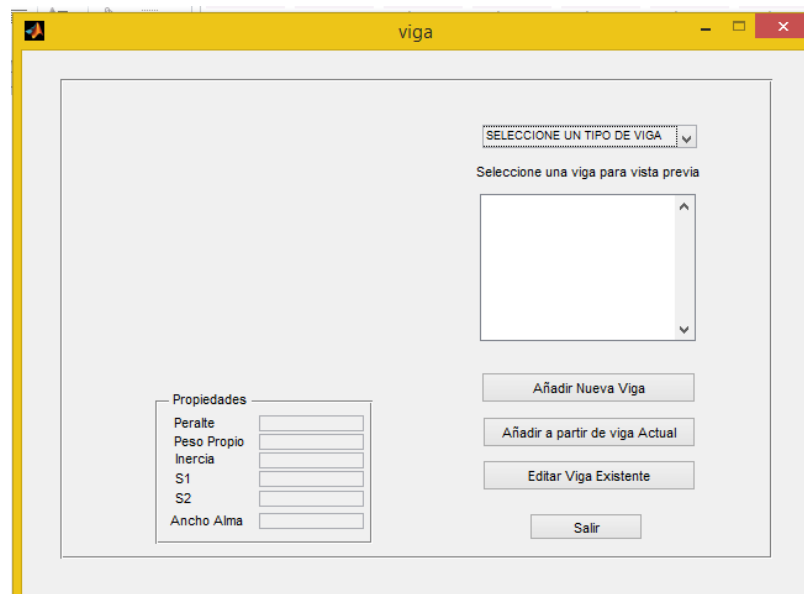 viga
SELECCIONE UN TIPO DE VIGA
Seleccione una viga para vista previa
Añadir Nueva Viga
Añadir a partir de viga Actual
Editar Viga Existente
Salir
Propiedades
Peralte
Peso Propio
Inercia
S1
S2
Ancho Alma